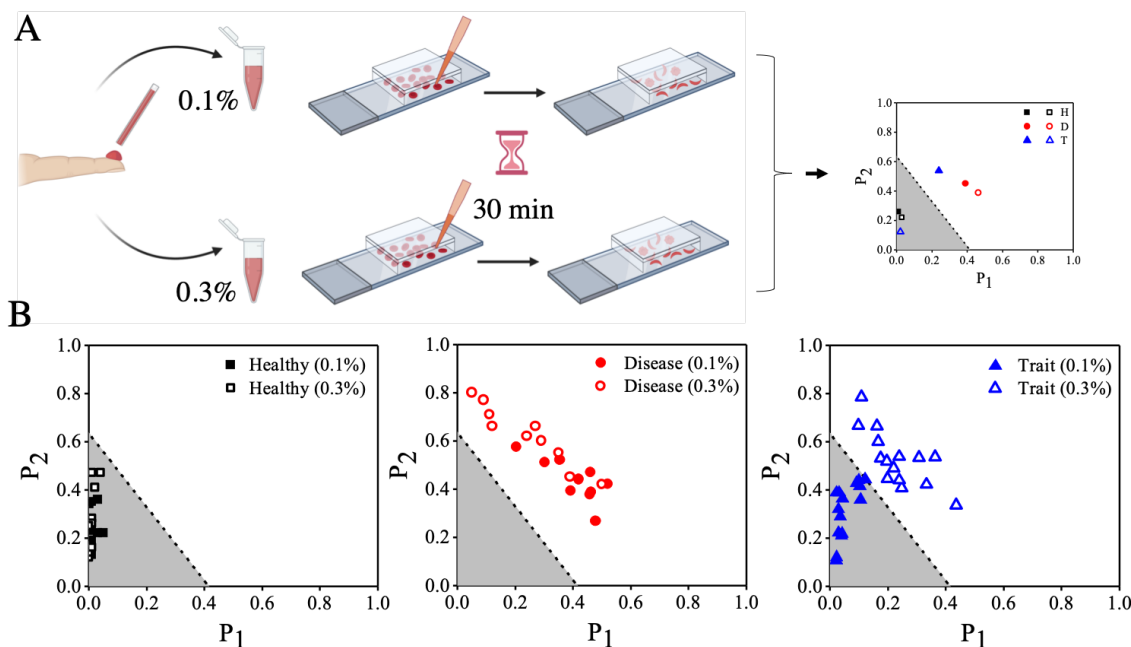 A
0.1%
30 min
0.3%
P2
1.0
0.8
0.6
0.4
0.2
0.0
0.0 0.2 0.4 0.6 0.8 1.0
P1
H
D
T
B
P2
1.0
0.8
0.6
0.4
0.2
0.0
0.0 0.2 0.4 0.6 0.8 1.0
P1
Healthy (0.1%)
Healthy (0.3%)
P2
1.0
0.8
0.6
0.4
0.2
0.0
0.0 0.2 0.4 0.6 0.8 1.0
P1
Disease (0.1%)
Disease (0.3%)
P2
1.0
0.8
0.6
0.4
0.2
0.0
0.0 0.2 0.4 0.6 0.8 1.0
P1
Trait (0.1%)
Trait (0.3%)